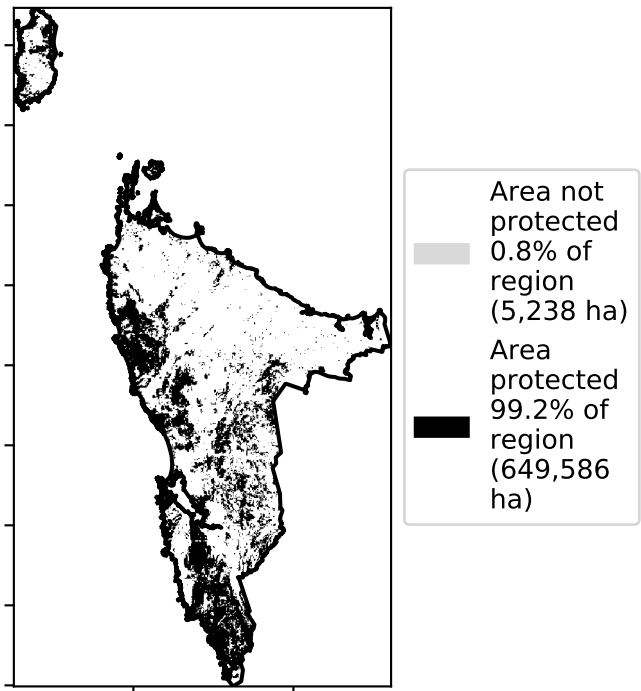 Area not
protected
0.8% of
region
(5,238 ha)
Area
protected
99.2% of
region
(649,586
ha)